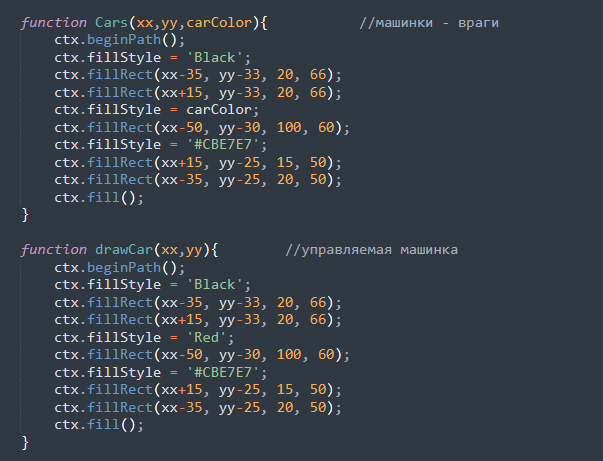 function Cars(xx,yy,carColor){           //машинки - враги
    ctx.beginPath();
    ctx.fillStyle = 'Black';
    ctx.fillRect(xx-35, yy-33, 20, 66);
    ctx.fillRect(xx+15, yy-33, 20, 66);
    ctx.fillStyle = carColor;
    ctx.fillRect(xx-50, yy-30, 100, 60);
    ctx.fillStyle = '#CBE7E7';
    ctx.fillRect(xx+15, yy-25, 15, 50);
    ctx.fillRect(xx-35, yy-25, 20, 50);
    ctx.fill();
}

function drawCar(xx,yy){        //управляемая машинка
    ctx.beginPath();
    ctx.fillStyle = 'Black';
    ctx.fillRect(xx-35, yy-33, 20, 66);
    ctx.fillRect(xx+15, yy-33, 20, 66);
    ctx.fillStyle = 'Red';
    ctx.fillRect(xx-50, yy-30, 100, 60);
    ctx.fillStyle = '#CBE7E7';
    ctx.fillRect(xx+15, yy-25, 15, 50);
    ctx.fillRect(xx-35, yy-25, 20, 50);
    ctx.fill();
}